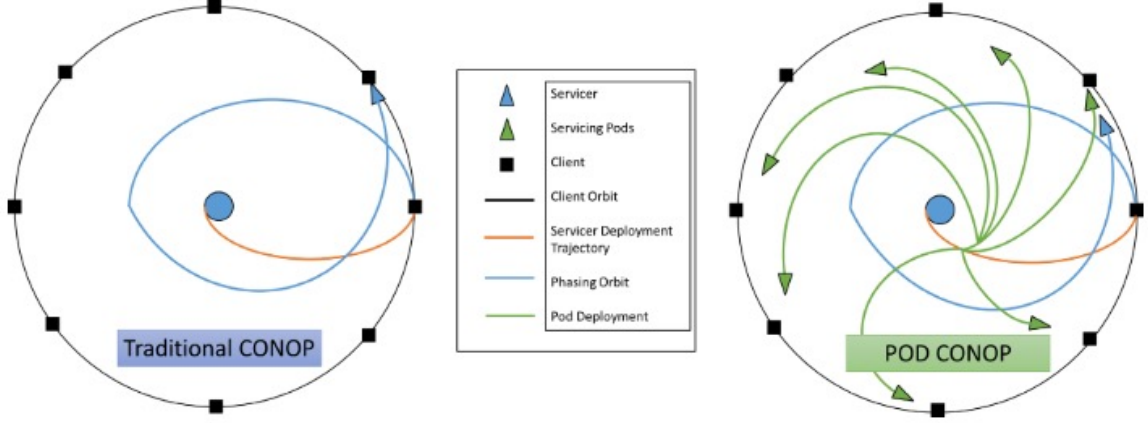 Servicer
Servicing Pods
Client
Client Orbit
Servicer Deployment
Trajectory
Phasing Orbit
Pod Deployment
Traditional CONOP
POD CONOP